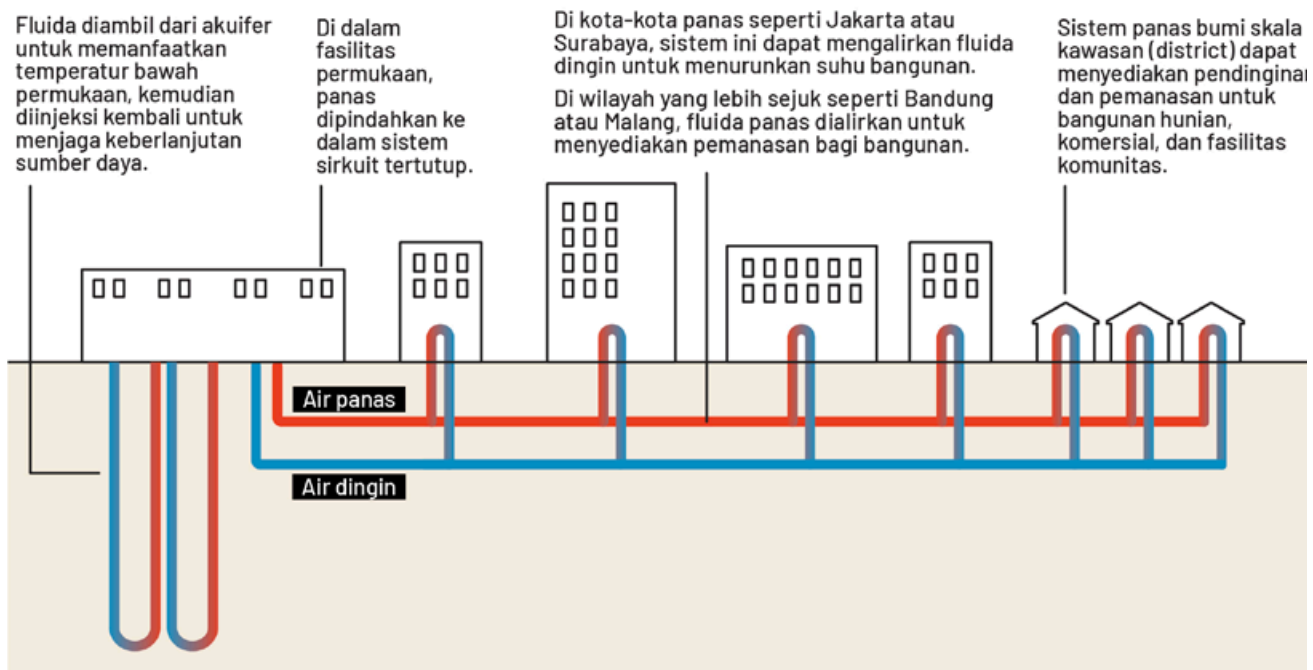 Fluida diambil dari akuifer
untuk memanfaatkan
temperatur bawah
permukaan, kemudian
diinjeksi kembali untuk
menjaga keberlanjutan
sumber daya.
Di dalam
fasilitas
permukaan,
panas
dipindahkan ke
dalam sistem
sirkuit tertutup.
Di kota-kota panas seperti Jakarta atau
Surabaya, sistem ini dapat mengalirkan fluida
dingin untuk menurunkan suhu bangunan.
Di wilayah yang lebih sejuk seperti Bandung
atau Malang, fluida panas dialirkan untuk
menyediakan pemanasan bagi bangunan.
Sistem panas bumi skala
kawasan (district) dapat
menyediakan pendinginan
dan pemanasan untuk
bangunan hunian,
komersial, dan fasilitas
komunitas.
Air panas
Air dingin